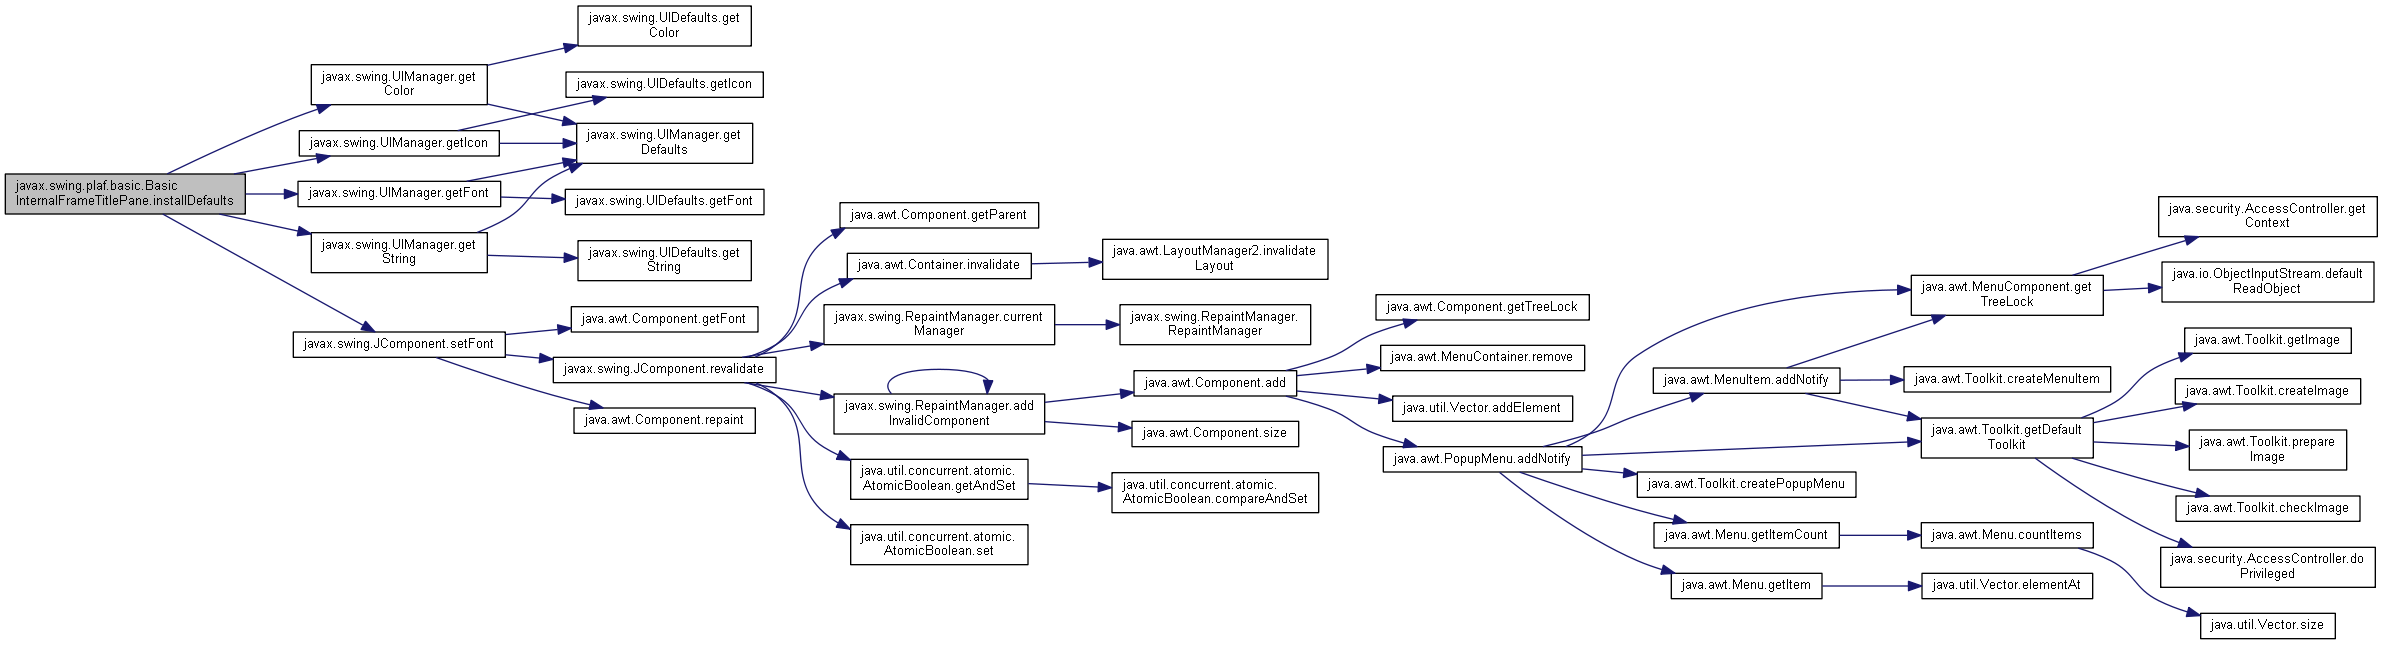 javax.swing.plaf.basic.Basic
InternalFrameTitlePane.installDefaults
javax.swing.UIManager.get
Color
javax.swing.UIManager.getIcon
javax.swing.UIManager.getFont
javax.swing.UIManager.get
String
javax.swing.JComponent.setFont
javax.swing.UIDefaults.get
Color
javax.swing.UIDefaults.getIcon
javax.swing.UIManager.get
Defaults
javax.swing.UIDefaults.getFont
javax.swing.UIDefaults.get
String
java.awt.Component.getFont
javax.swing.JComponent.revalidate
java.awt.Component.repaint
java.awt.Component.getParent
java.awt.Container.invalidate
javax.swing.RepaintManager.current
Manager
javax.swing.RepaintManager.add
InvalidComponent
java.util.concurrent.atomic.
AtomicBoolean.getAndSet
java.util.concurrent.atomic.
AtomicBoolean.set
java.awt.LayoutManager2.invalidate
Layout
javax.swing.RepaintManager.
RepaintManager
java.awt.Component.add
java.awt.Component.size
java.util.concurrent.atomic.
AtomicBoolean.compareAndSet
java.awt.Component.getTreeLock
java.awt.MenuContainer.remove
java.util.Vector.addElement
java.awt.PopupMenu.addNotify
java.awt.MenuItem.addNotify
java.awt.Toolkit.createPopupMenu
java.awt.Menu.getItemCount
java.awt.Menu.getItem
java.awt.MenuComponent.get
TreeLock
java.awt.Toolkit.createMenuItem
java.awt.Toolkit.getDefault
Toolkit
java.awt.Menu.countItems
java.util.Vector.elementAt
java.security.AccessController.get
Context
java.io.ObjectInputStream.default
ReadObject
java.awt.Toolkit.getImage
java.awt.Toolkit.createImage
java.awt.Toolkit.prepare
Image
java.awt.Toolkit.checkImage
java.security.AccessController.do
Privileged
java.util.Vector.size